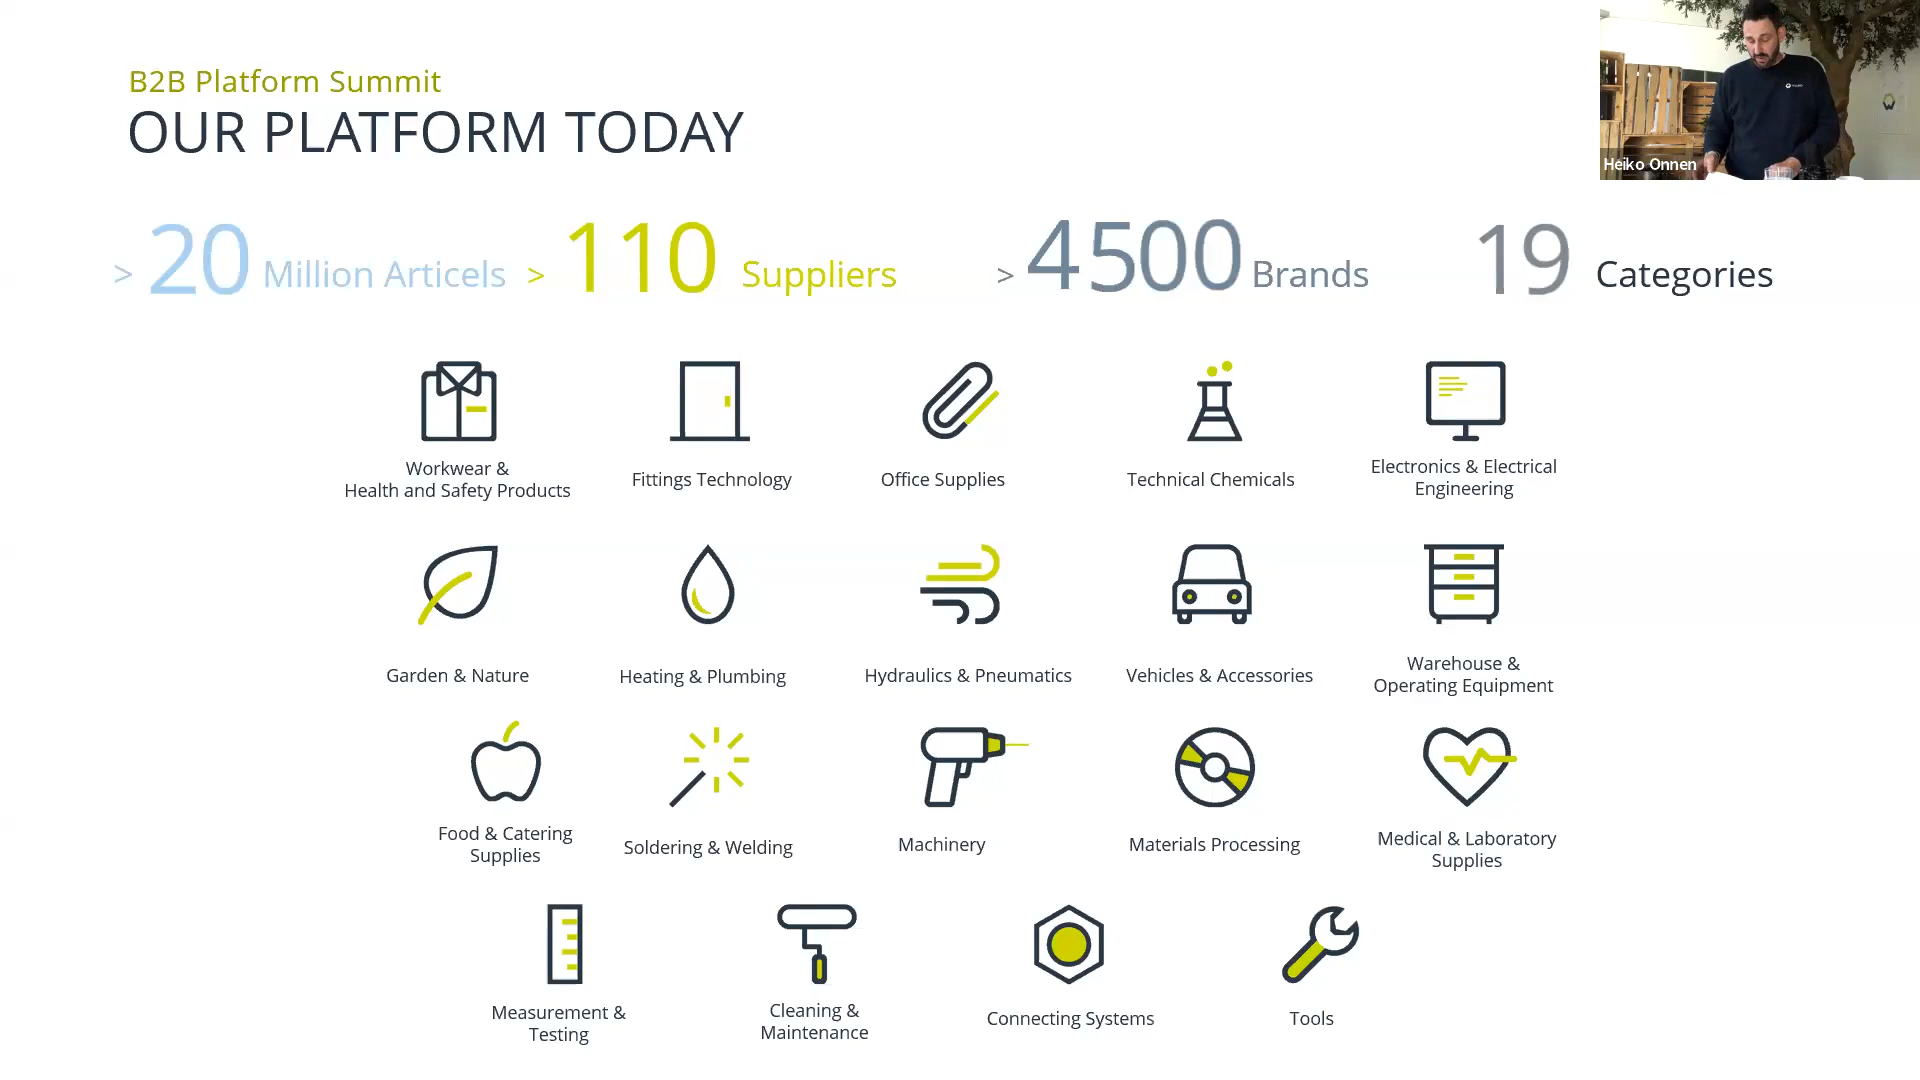 B2B Platform Summit
OUR PLATFORM TODAY
Heiko Onnen
> 20 Million Articels > 110 Suppliers > 4500 Brands 19 Categories
Workwear &
Health and Safety Products
Fittings Technology
Office Supplies
Technical Chemicals
Electronics & Electrical
Engineering
Garden & Nature
Heating & Plumbing
Hydraulics & Pneumatics
Vehicles & Accessories
Warehouse &
Operating Equipment
Food & Catering
Supplies
Soldering & Welding
Machinery
Materials Processing
Medical & Laboratory
Supplies
Measurement &
Testing
Cleaning &
Maintenance
Connecting Systems
Tools